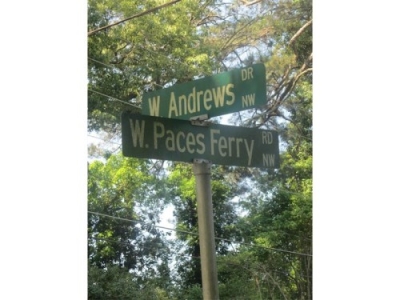 W. Andrews DR NW
W. Paces Ferry RD NW